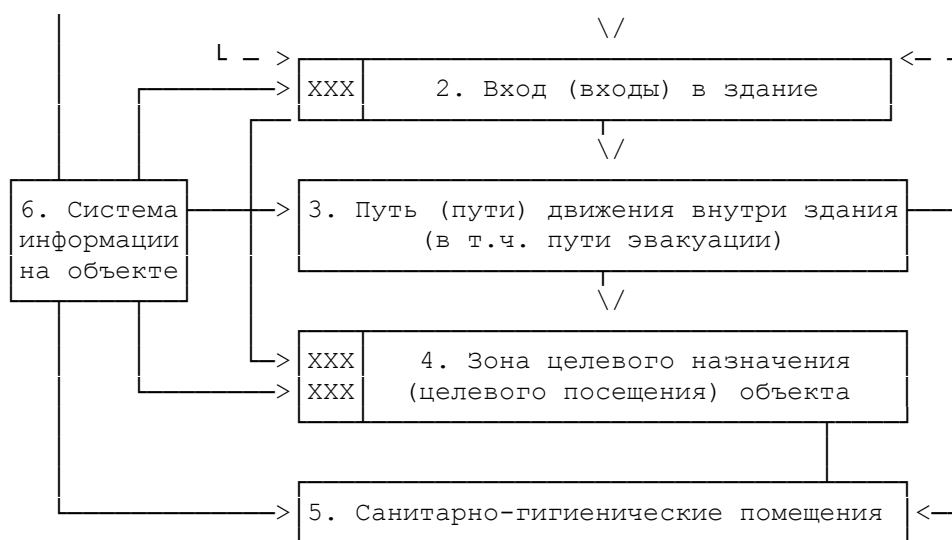 XXX 2. Вход (входы) в здание
6. Система
информации
на объекте
3. Путь (пути) движения внутри здания
(в т.ч. пути эвакуации)
XXX 4. Зона целевого назначения
XXX (целевого посещения) объекта
5. Санитарно-гигиенические помещения